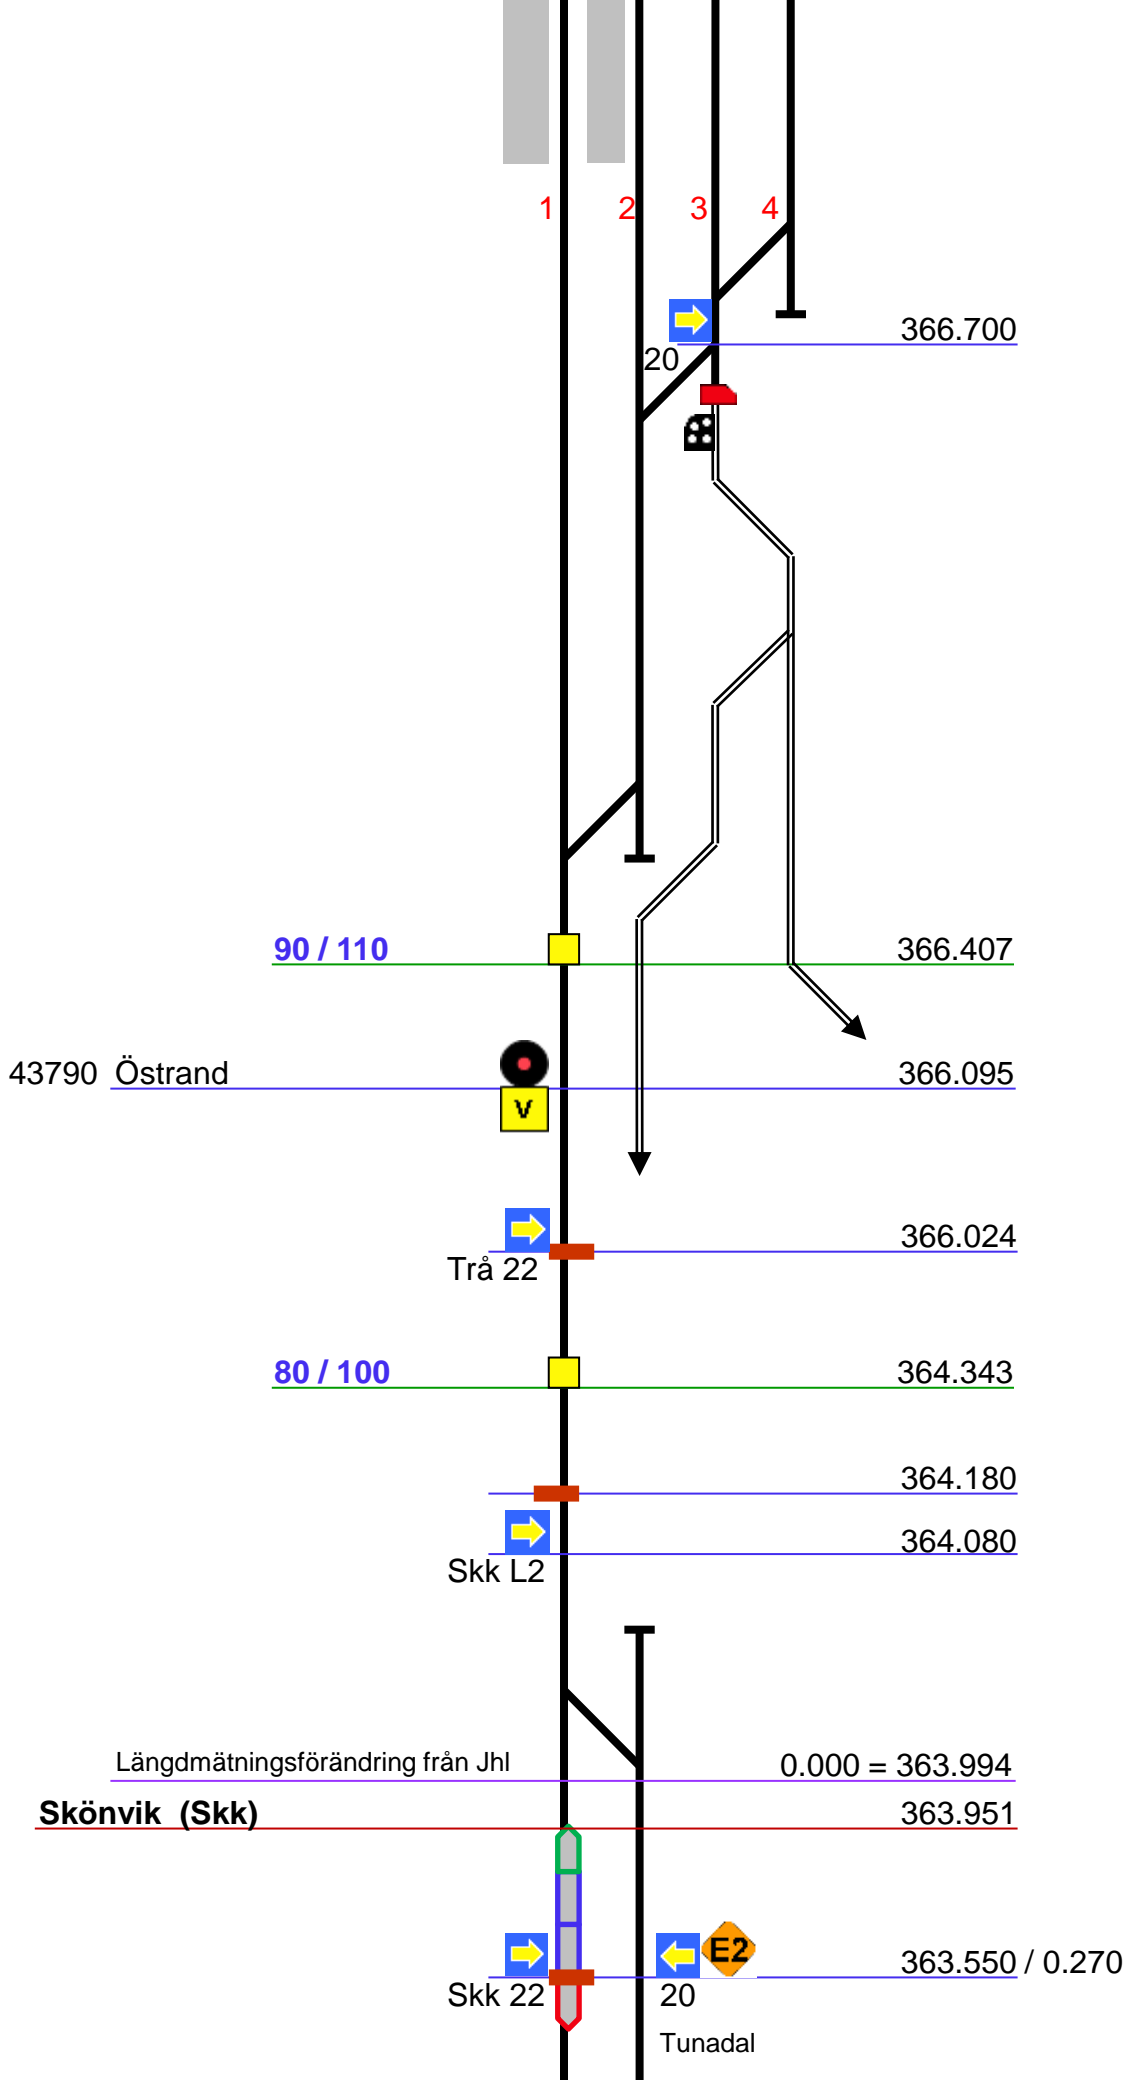 1 2 3 4
366.700
20
90 / 110 366.407
43790 Östrand 366.095
V
366.024
Trå 22
80 / 100 364.343
364.180
364.080
Skk L2
Längdmätningsförändring från Jhl 0.000 = 363.994
Skönvik (Skk) 363.951
E2 363.550 / 0.270
Skk 22 20
Tunadal